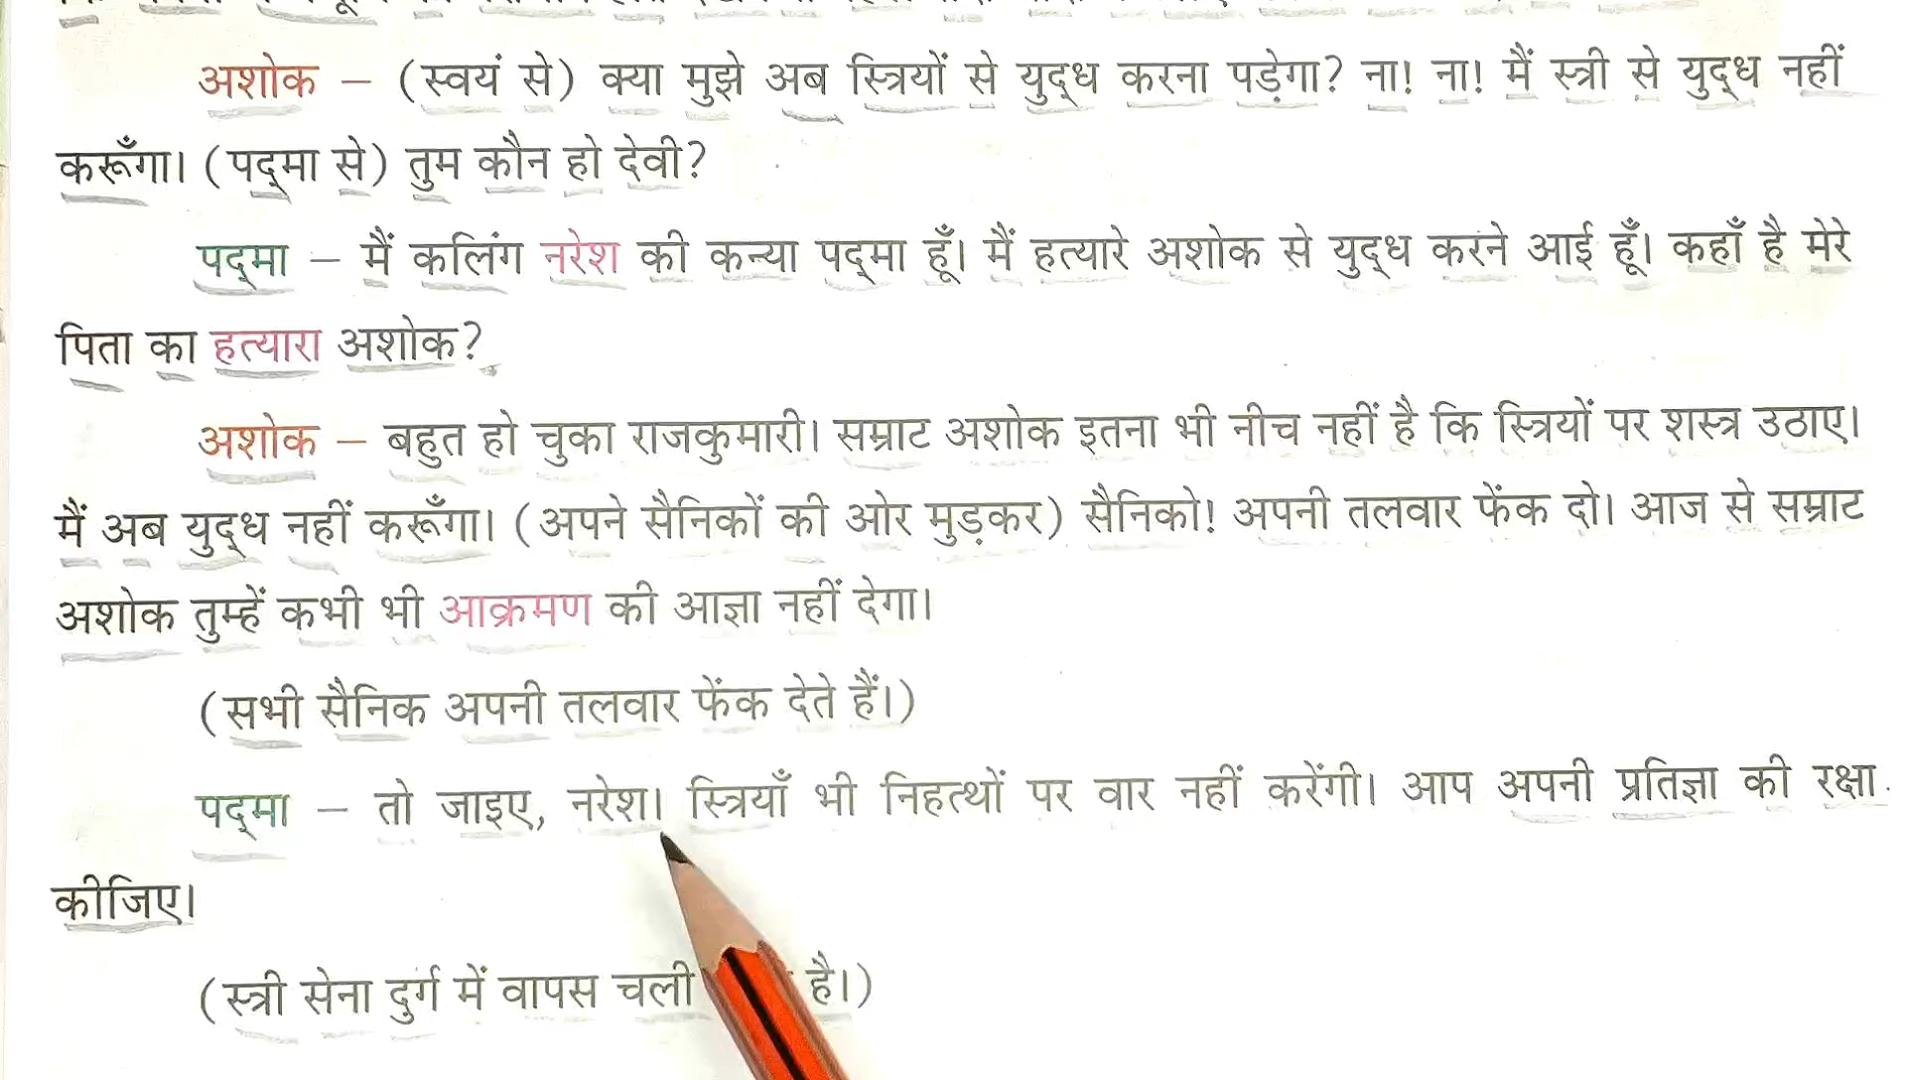 अशोक – (स्वयं से) क्या मुझे अब स्त्रियों से युद्ध करना पड़ेगा? ना! ना! मैं स्त्री से युद्ध नहीं
करूँगा। (पद्मा से) तुम कौन हो देवी?
पद्मा – मैं कलिंग नरेश की कन्या पद्मा हूँ। मैं हत्यारे अशोक से युद्ध करने आई हूँ। कहाँ है मेरे
पिता का हत्यारा अशोक?
अशोक – बहुत हो चुका राजकुमारी। सम्राट अशोक इतना भी नीच नहीं है कि स्त्रियों पर शस्त्र उठाए।
मैं अब युद्ध नहीं करूँगा। (अपने सैनिकों की ओर मुड़कर) सैनिको! अपनी तलवार फेंक दो। आज से सम्राट
अशोक तुम्हें कभी भी आक्रमण की आज्ञा नहीं देगा।
(सभी सैनिक अपनी तलवार फेंक देते हैं।)
पद्मा – तो जाइए, नरेश। स्त्रियाँ भी निहत्थों पर वार नहीं करेंगी। आप अपनी प्रतिज्ञा की रक्षा
कीजिए।
(स्त्री सेना दुर्ग में वापस चली है।)